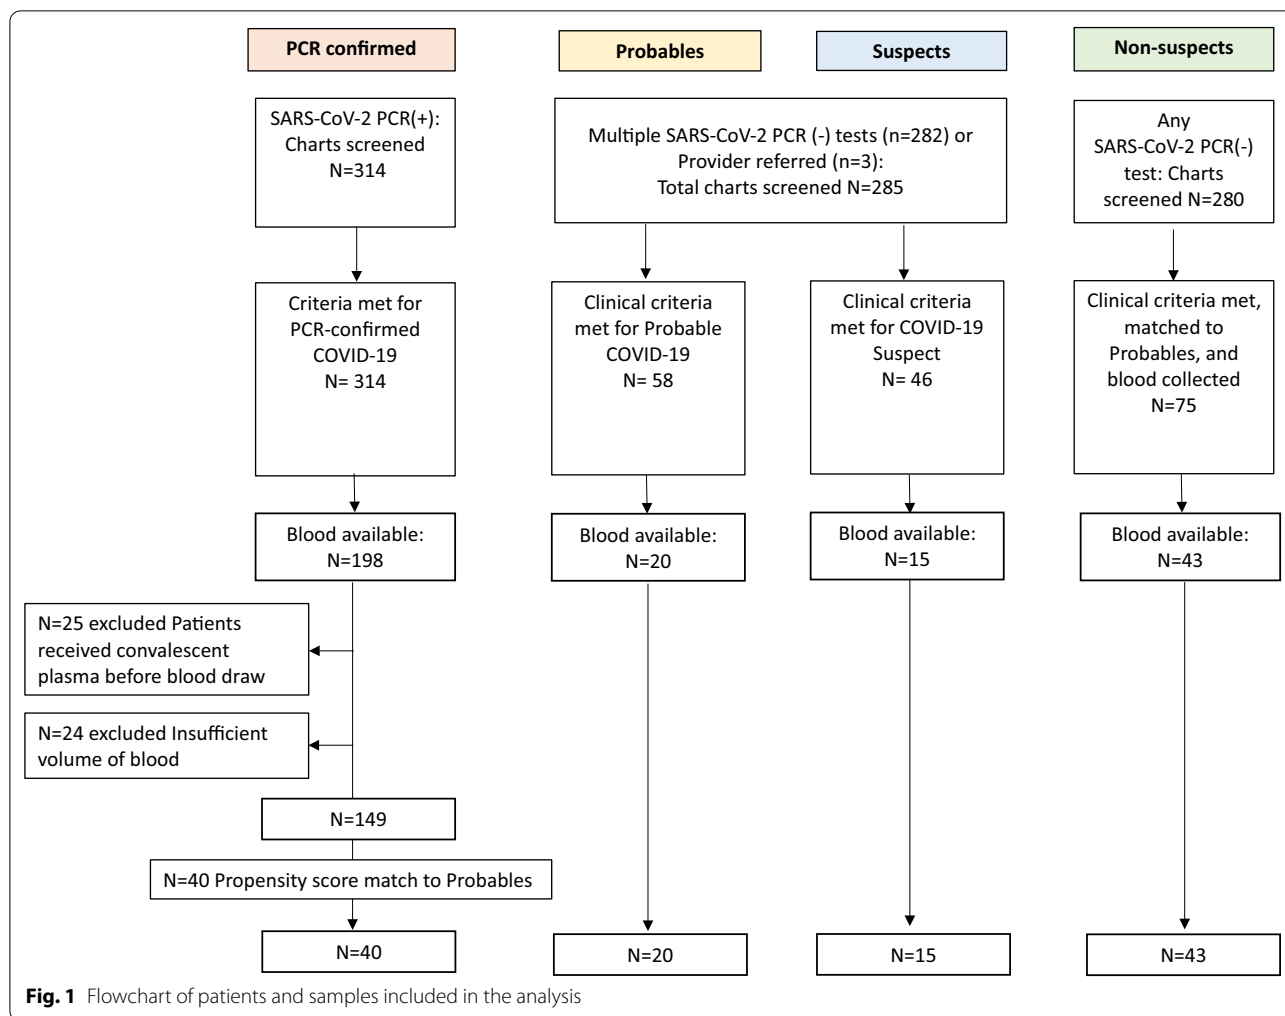 PCR confirmed
Probables
Suspects
Non-suspects
SARS-CoV-2 PCR(+):
Charts screened
N=314
Multiple SARS-CoV-2 PCR (-) tests (n=282) or
Provider referred (n=3):
Total charts screened N=285
Any
SARS-CoV-2 PCR(-)
test: Charts
screened N=280
Criteria met for
PCR-confirmed
COVID-19
N= 314
Clinical criteria
met for Probable
COVID-19
N= 58
Clinical criteria
met for COVID-19
Suspect
N= 46
Clinical criteria met,
matched to
Probables, and
blood collected
N=75
Blood available:
N=198
Blood available:
N=20
Blood available:
N=15
Blood available:
N=43
N=25 excluded Patients
received convalescent
plasma before blood draw
N=24 excluded Insufficient
volume of blood
N=149
N=40 Propensity score match to Probables
N=40
N=20
N=15
N=43
Fig. 1 Flowchart of patients and samples included in the analysis